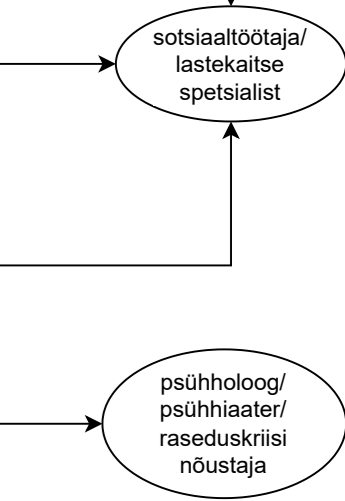 sotsiaaltöötaja/
lastekaitse
spetsialist
psühholoog/
psühhiaater/
raseduskriisi
nõustaja